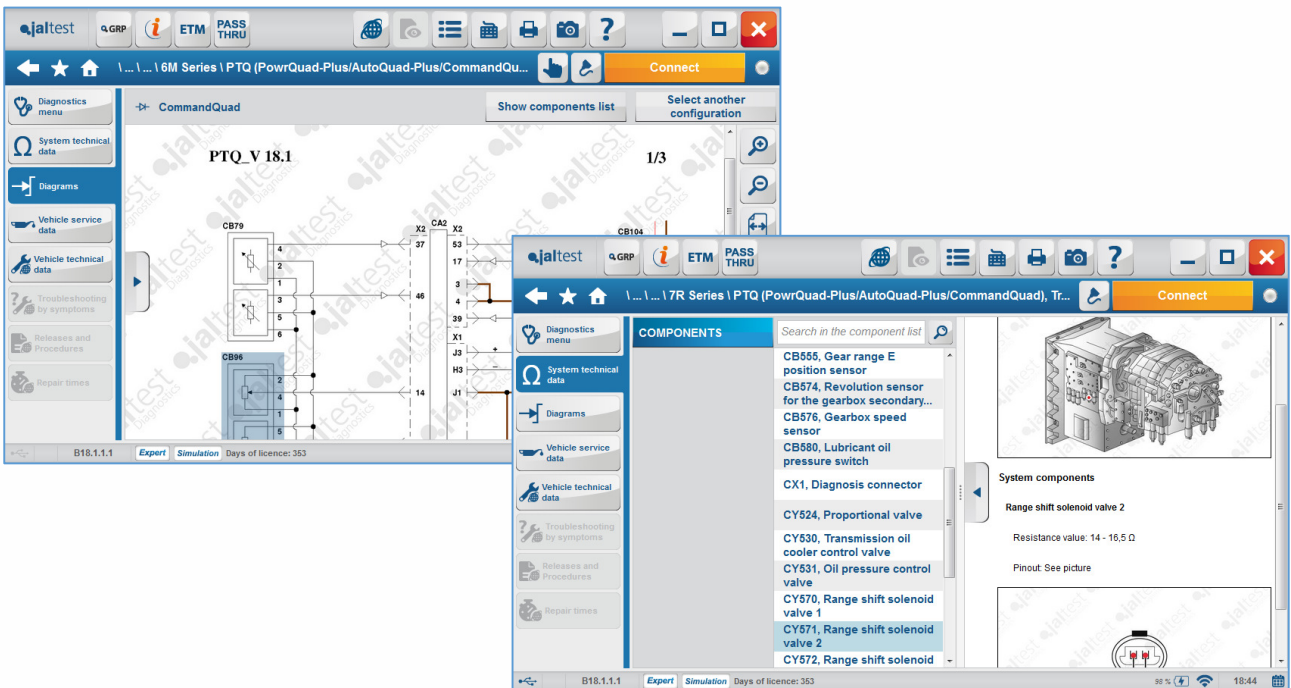 jaltest
GRP
i
ETM
PASS
THRU
?
\ ... \ ... \ 6M Series \ PTQ (PowrQuad-Plus/AutoQuad-Plus/CommandQu...
Connect
Diagnostics
menu
System technical
data
Diagrams
Vehicle service
data
Vehicle technical
data
Troubleshooting
by symptoms
Releases and
Procedures
Repair times
CommandQuad
Show components list
Select another
configuration
PTQ_V 18.1
1/3
CB79
4
2
1
3
5
6
CB96
2
4
1
5
X2 CA2 X2
37
53
17
3
46
4
39
X1
J3
+
H3
–
14
J1
CB104
B18.1.1.1
Expert
Simulation
Days of licence: 353
jaltest
GRP
i
ETM
PASS
THRU
?
\ ... \ ... \ 7R Series \ PTQ (PowrQuad-Plus/AutoQuad-Plus/CommandQuad), Tr...
Connect
Diagnostics
menu
System technical
data
Diagrams
Vehicle service
data
Vehicle technical
data
Troubleshooting
by symptoms
Releases and
Procedures
Repair times
COMPONENTS
Search in the component list
CB555, Gear range E
position sensor
CB574, Revolution sensor
for the gearbox secondary...
CB576, Gearbox speed
sensor
CB580, Lubricant oil
pressure switch
CX1, Diagnosis connector
CY524, Proportional valve
CY530, Transmission oil
cooler control valve
CY531, Oil pressure control
valve
CY570, Range shift solenoid
valve 1
CY571, Range shift solenoid
valve 2
CY572, Range shift solenoid
System components
Range shift solenoid valve 2
Resistance value: 14 - 16,5 Ω
Pinout: See picture
B18.1.1.1
Expert
Simulation
Days of licence: 353
98 %
18:44